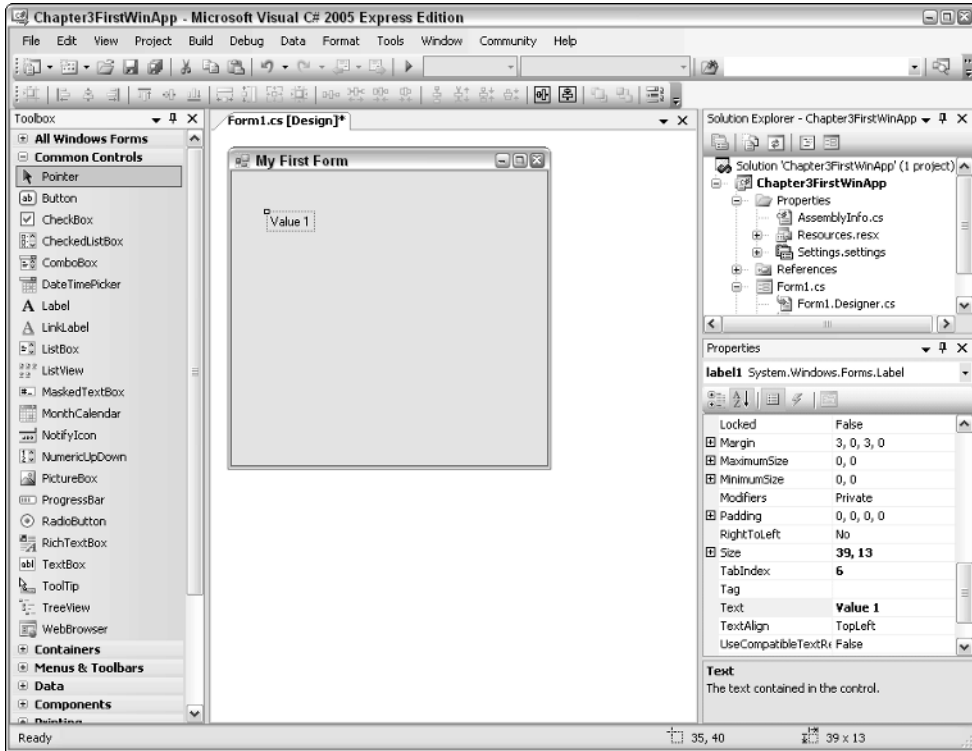 Chapter3FirstWinApp - Microsoft Visual C# 2005 Express Edition
File Edit View Project Build Debug Data Format Tools Window Community Help
Toolbox
All Windows Forms
Common Controls
Pointer
Button
CheckBox
CheckedListBox
ComboBox
DateTimePicker
Label
LinkLabel
ListBox
ListView
MaskedTextBox
MonthCalendar
NotifyIcon
NumericUpDown
PictureBox
ProgressBar
RadioButton
RichTextBox
TextBox
ToolTip
TreeView
WebBrowser
Containers
Menus & Toolbars
Data
Components
Printing
Form1.cs [Design]*
My First Form
Value 1
Solution Explorer - Chapter3FirstWinApp
Solution 'Chapter3FirstWinApp' (1 project)
Chapter3FirstWinApp
Properties
AssemblyInfo.cs
Resources.resx
Settings.settings
References
Form1.cs
Form1.Designer.cs
Properties
label1 System.Windows.Forms.Label
Locked False
Margin 3, 0, 3, 0
MaximumSize 0, 0
MinimumSize 0, 0
Modifiers Private
Padding 0, 0, 0, 0
RightToLeft No
Size 39, 13
TabIndex 6
Tag
Text Value 1
TextAlign TopLeft
UseCompatibleTextRe False
Text
The text contained in the control.
Ready 35, 40 39 x 13